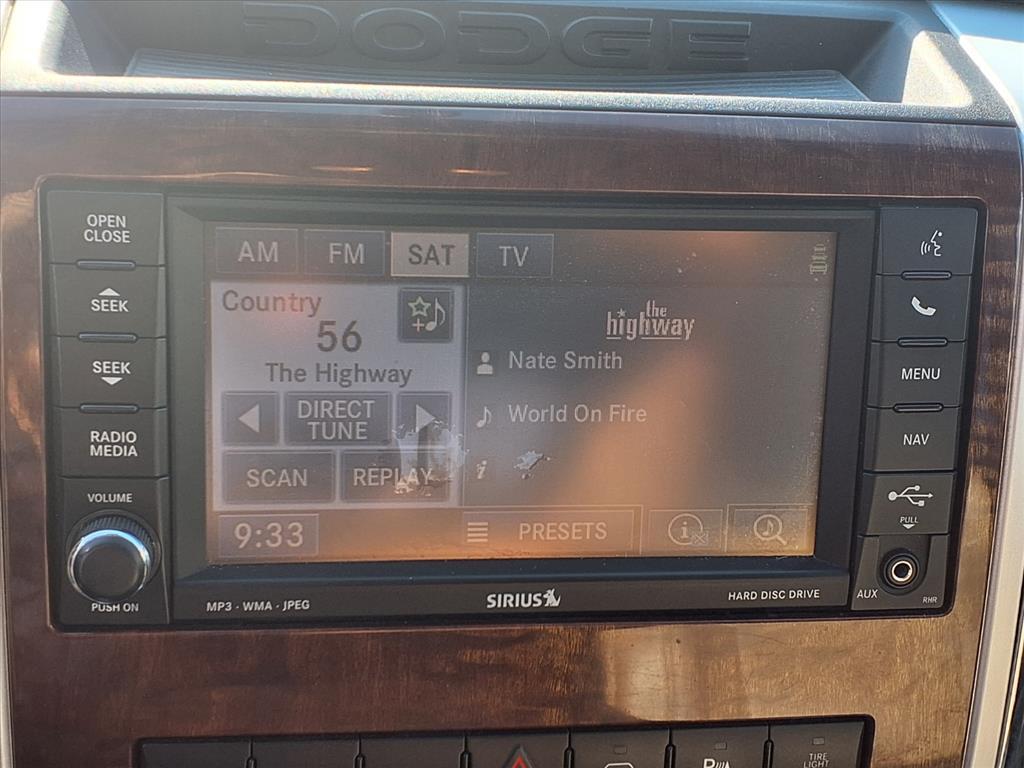 DODGE
OPEN
CLOSE
SEEK
SEEK
RADIO
MEDIA
VOLUME
PUSH ON
AM FM SAT TV
Country
56
The Highway
DIRECT
TUNE
SCAN REPLAY
the
highway
Nate Smith
World On Fire
i
9:33 PRESETS
MP3 · WMA · JPEG
SIRIUS
HARD DISC DRIVE
MENU
NAV
PULL
AUX
RHR
P
TIRE
LIGHT